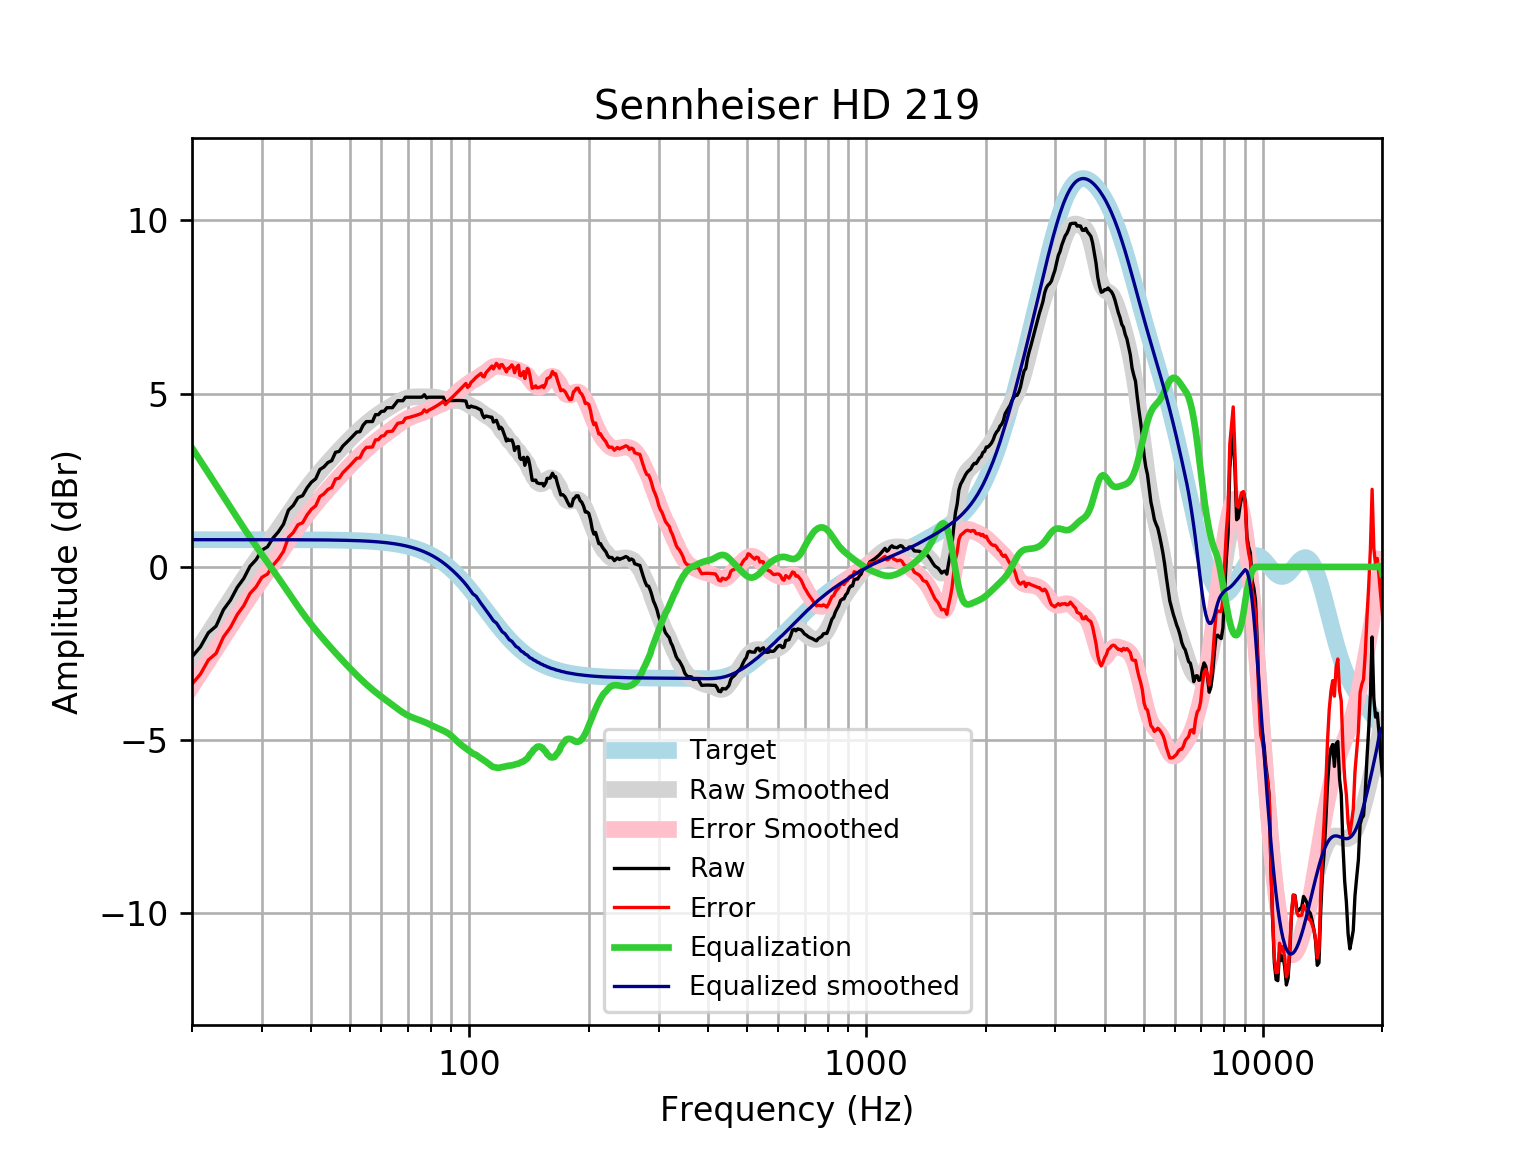 Sennheiser HD 219
Amplitude (dBr)
10
5
0
−5
−10
Target
Raw Smoothed
Error Smoothed
Raw
Error
Equalization
Equalized smoothed
100
1000
10000
Frequency (Hz)